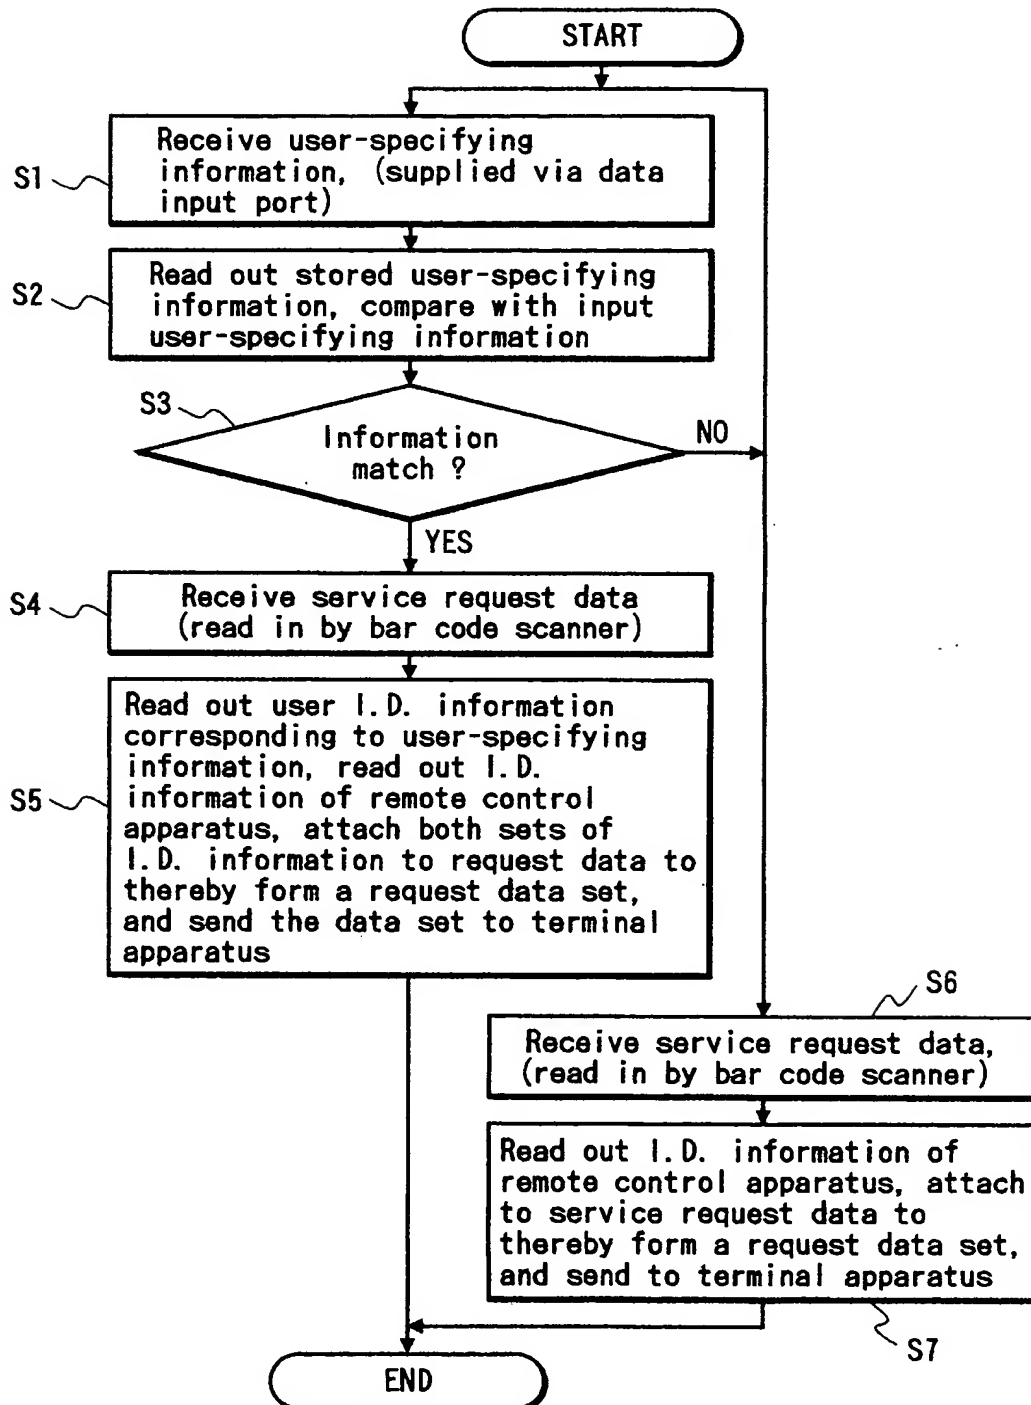 START
S1
Receive user-specifying
information, (supplied via data
input port)
S2
Read out stored user-specifying
information, compare with input
user-specifying information
S3
Information
match ?
NO
YES
S4
Receive service request data
(read in by bar code scanner)
S5
Read out user I.D. information
corresponding to user-specifying
information, read out I.D.
information of remote control
apparatus, attach both sets of
I.D. information to request data to
thereby form a request data set,
and send the data set to terminal
apparatus
S6
Receive service request data,
(read in by bar code scanner)
Read out I.D. information of
remote control apparatus, attach
to service request data to
thereby form a request data set,
and send to terminal apparatus
S7
END